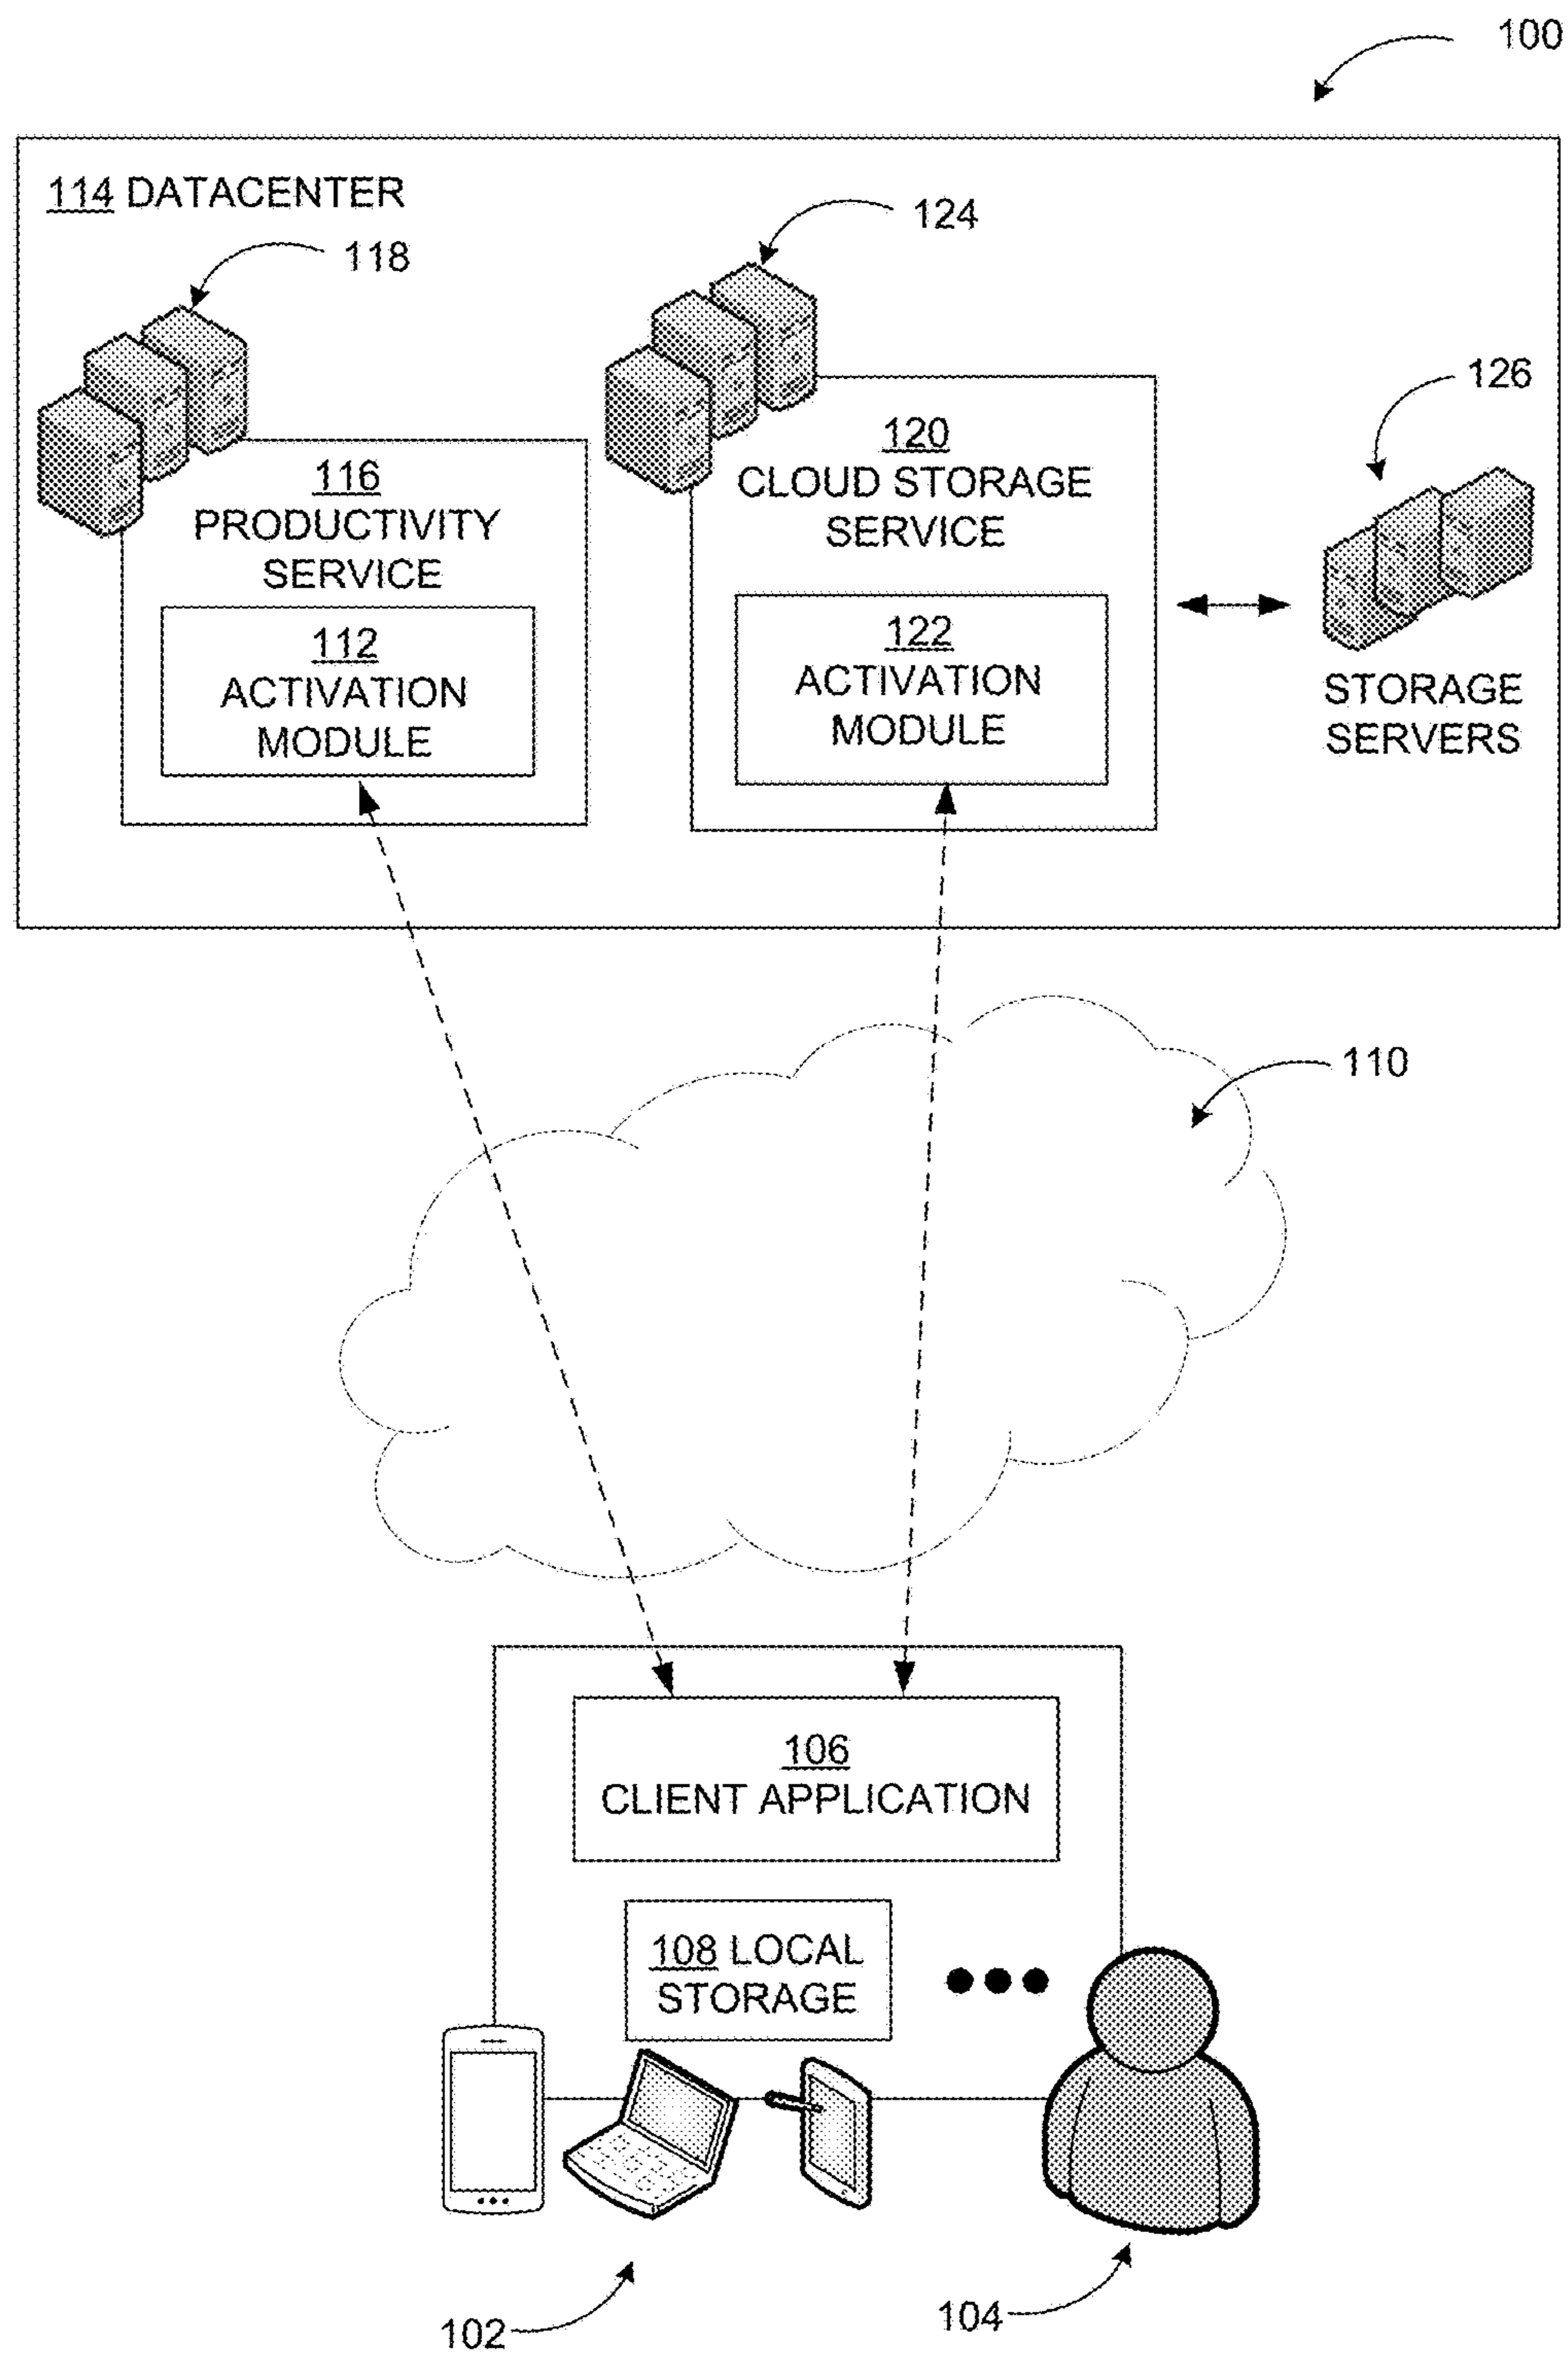 100
114 DATACENTER
118
124
126
116
PRODUCTIVITY
SERVICE
112
ACTIVATION
MODULE
120
CLOUD STORAGE
SERVICE
122
ACTIVATION
MODULE
STORAGE
SERVERS
110
106
CLIENT APPLICATION
108 LOCAL
STORAGE
102
104